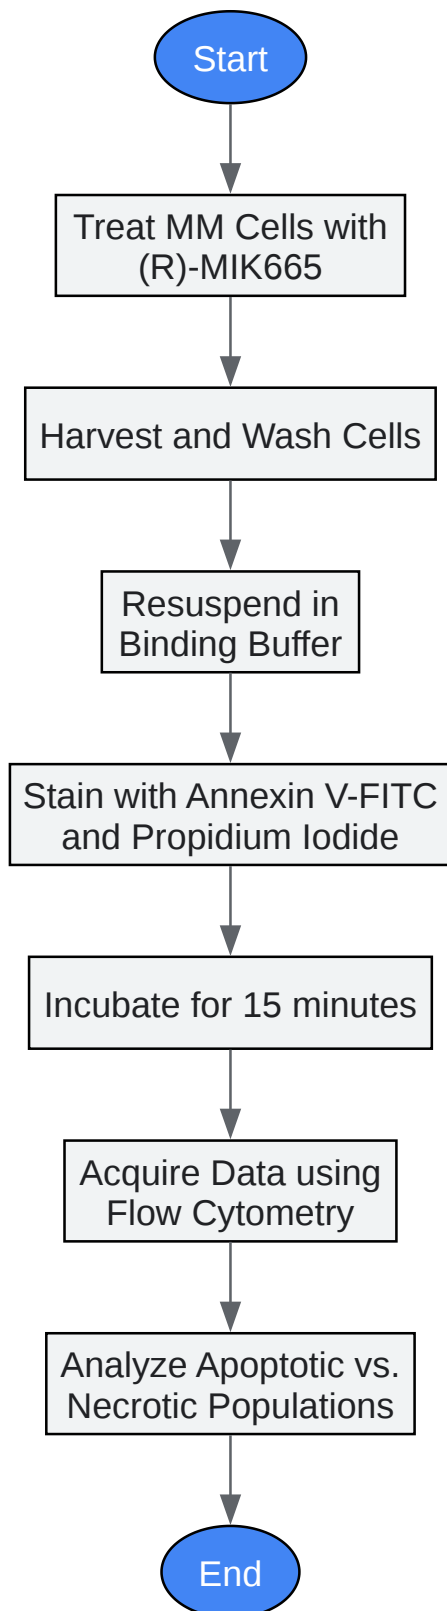 Start
Treat MM Cells with
(R)-MIK665
Harvest and Wash Cells
Resuspend in
Binding Buffer
Stain with Annexin V-FITC
and Propidium Iodide
Incubate for 15 minutes
Acquire Data using
Flow Cytometry
Analyze Apoptotic vs.
Necrotic Populations
End